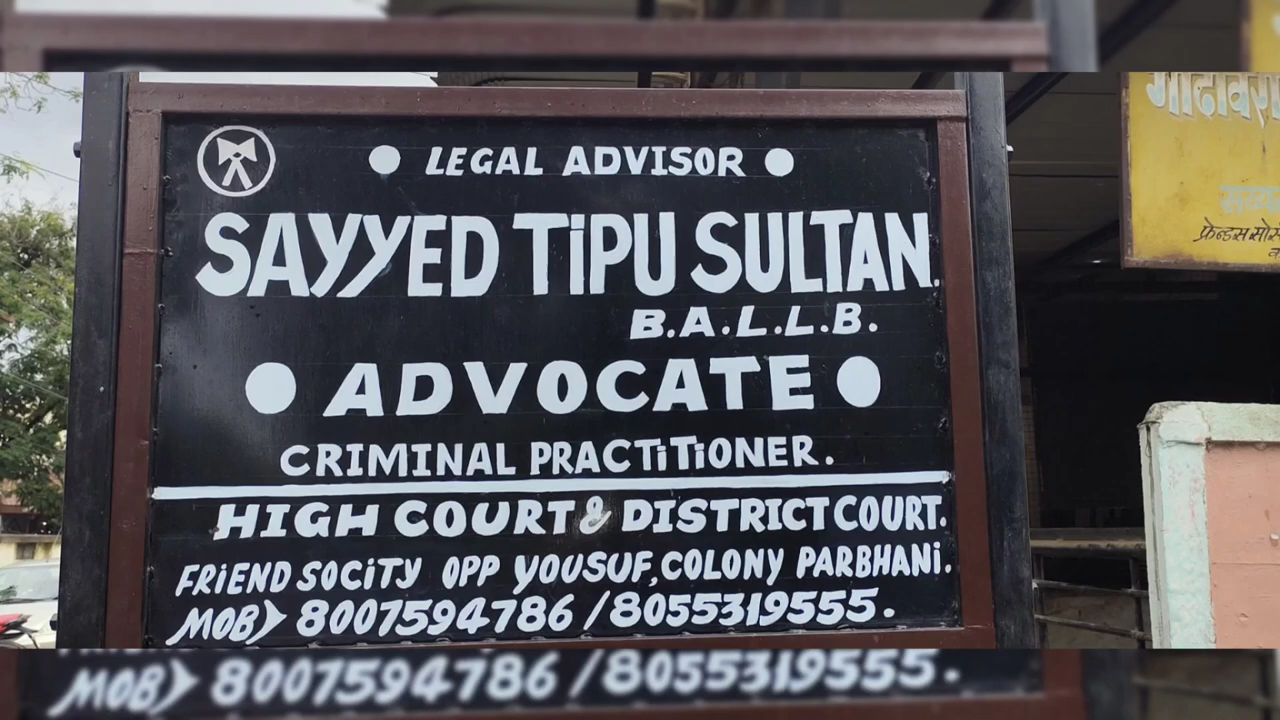 LEGAL ADVISOR
SAYYED TIPU SULTAN.
B.A.L.L.B.
ADVOCATE
CRIMINAL PRACTITIONER.
HIGH COURT & DISTRICT COURT.
FRIEND SOCITY OPP YOUSUF, COLONY PARBHANI.
MOB 8007594786 / 8055319555.
MOB 8007594786 / 8055319555.